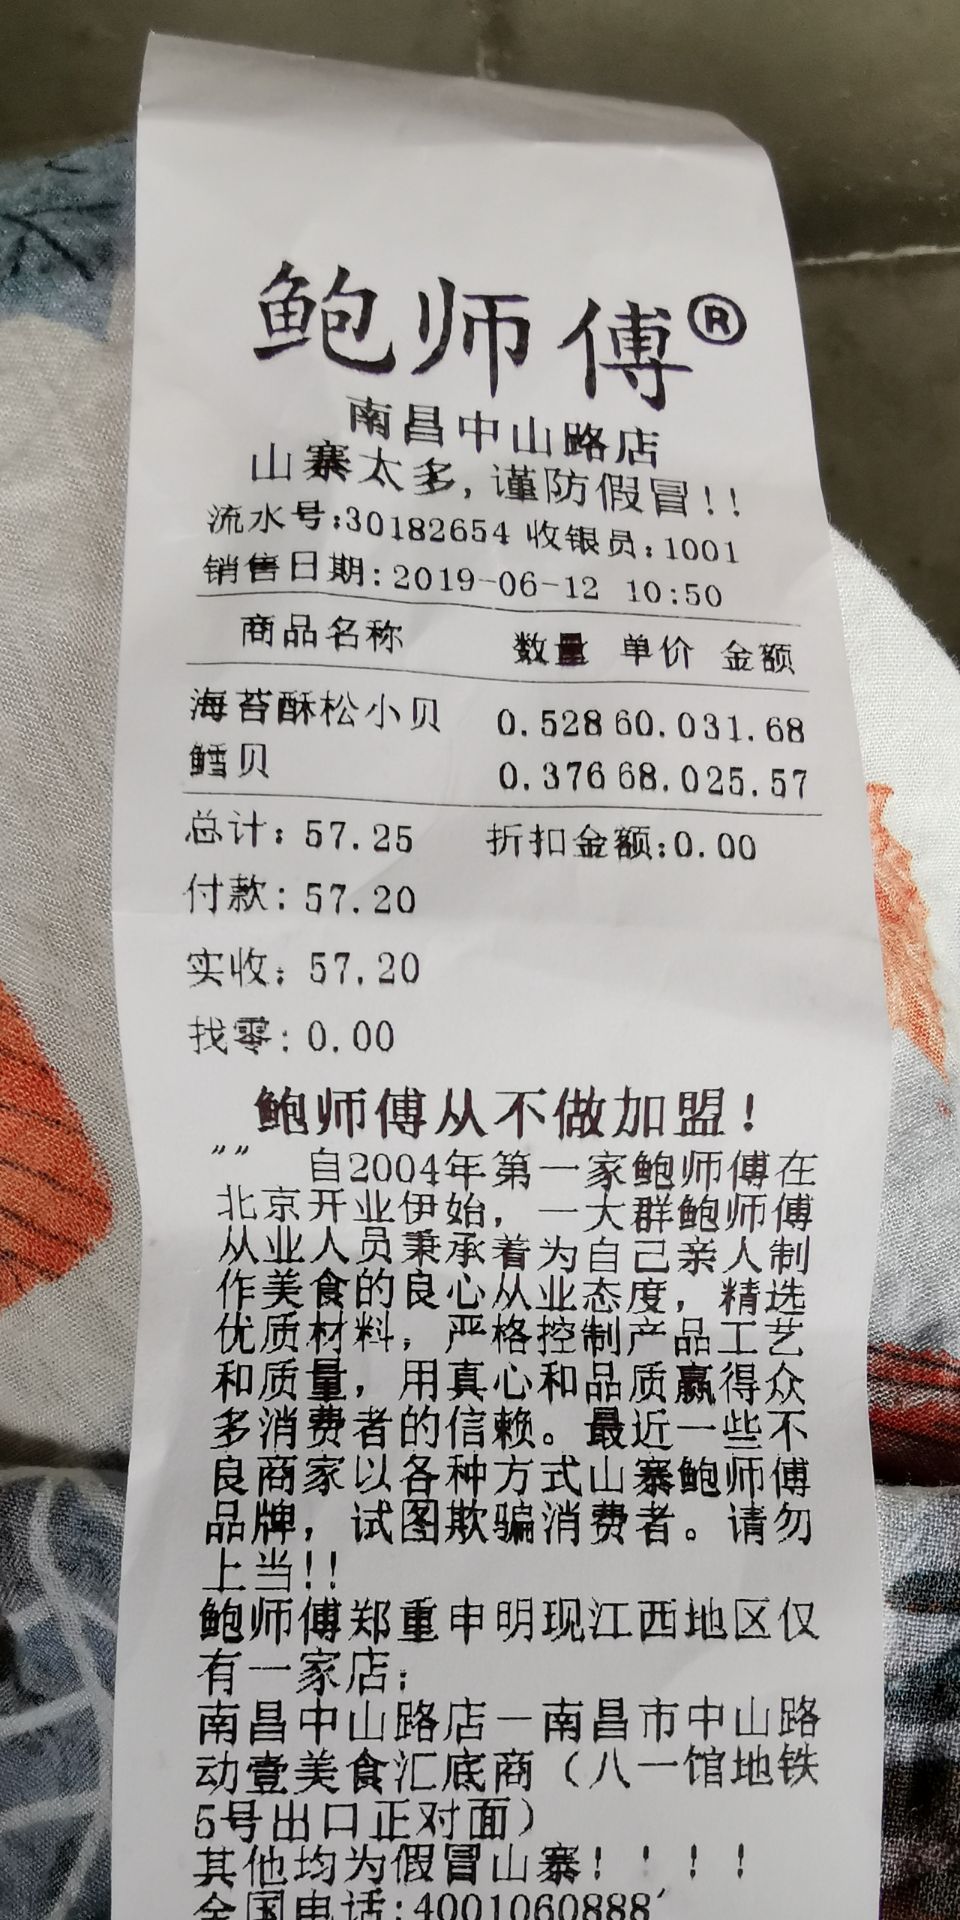 鲍师傅®
南昌中山路店
山寨太多,谨防假冒!!
流水号:30182654 收银员:1001
销售日期:2019-06-12 10:50
商品名称 数量 单价 金额
海苔酥松小贝 0.528 60.0 31.68
鳕贝 0.376 68.0 25.57
总计: 57.25 折扣金额:0.00
付款: 57.20
实收: 57.20
找零: 0.00
鲍师傅从不做加盟!
"" 自2004年第一家鲍师傅在
北京开业伊始,一大群鲍师傅
从业人员秉承着为自己亲人制
作美食的良心从业态度,精选
优质材料,严格控制产品工艺
和质量,用真心和品质赢得众
多消费者的信赖。最近一些不
良商家以各种方式山寨鲍师傅
品牌,试图欺骗消费者。请勿
上当!!
鲍师傅郑重申明现江西地区仅
有一家店:
南昌中山路店—南昌市中山路
动壹美食汇底商(八一馆地铁
5号出口正对面)
其他均为假冒山寨!!!!
全国电话:4001060888